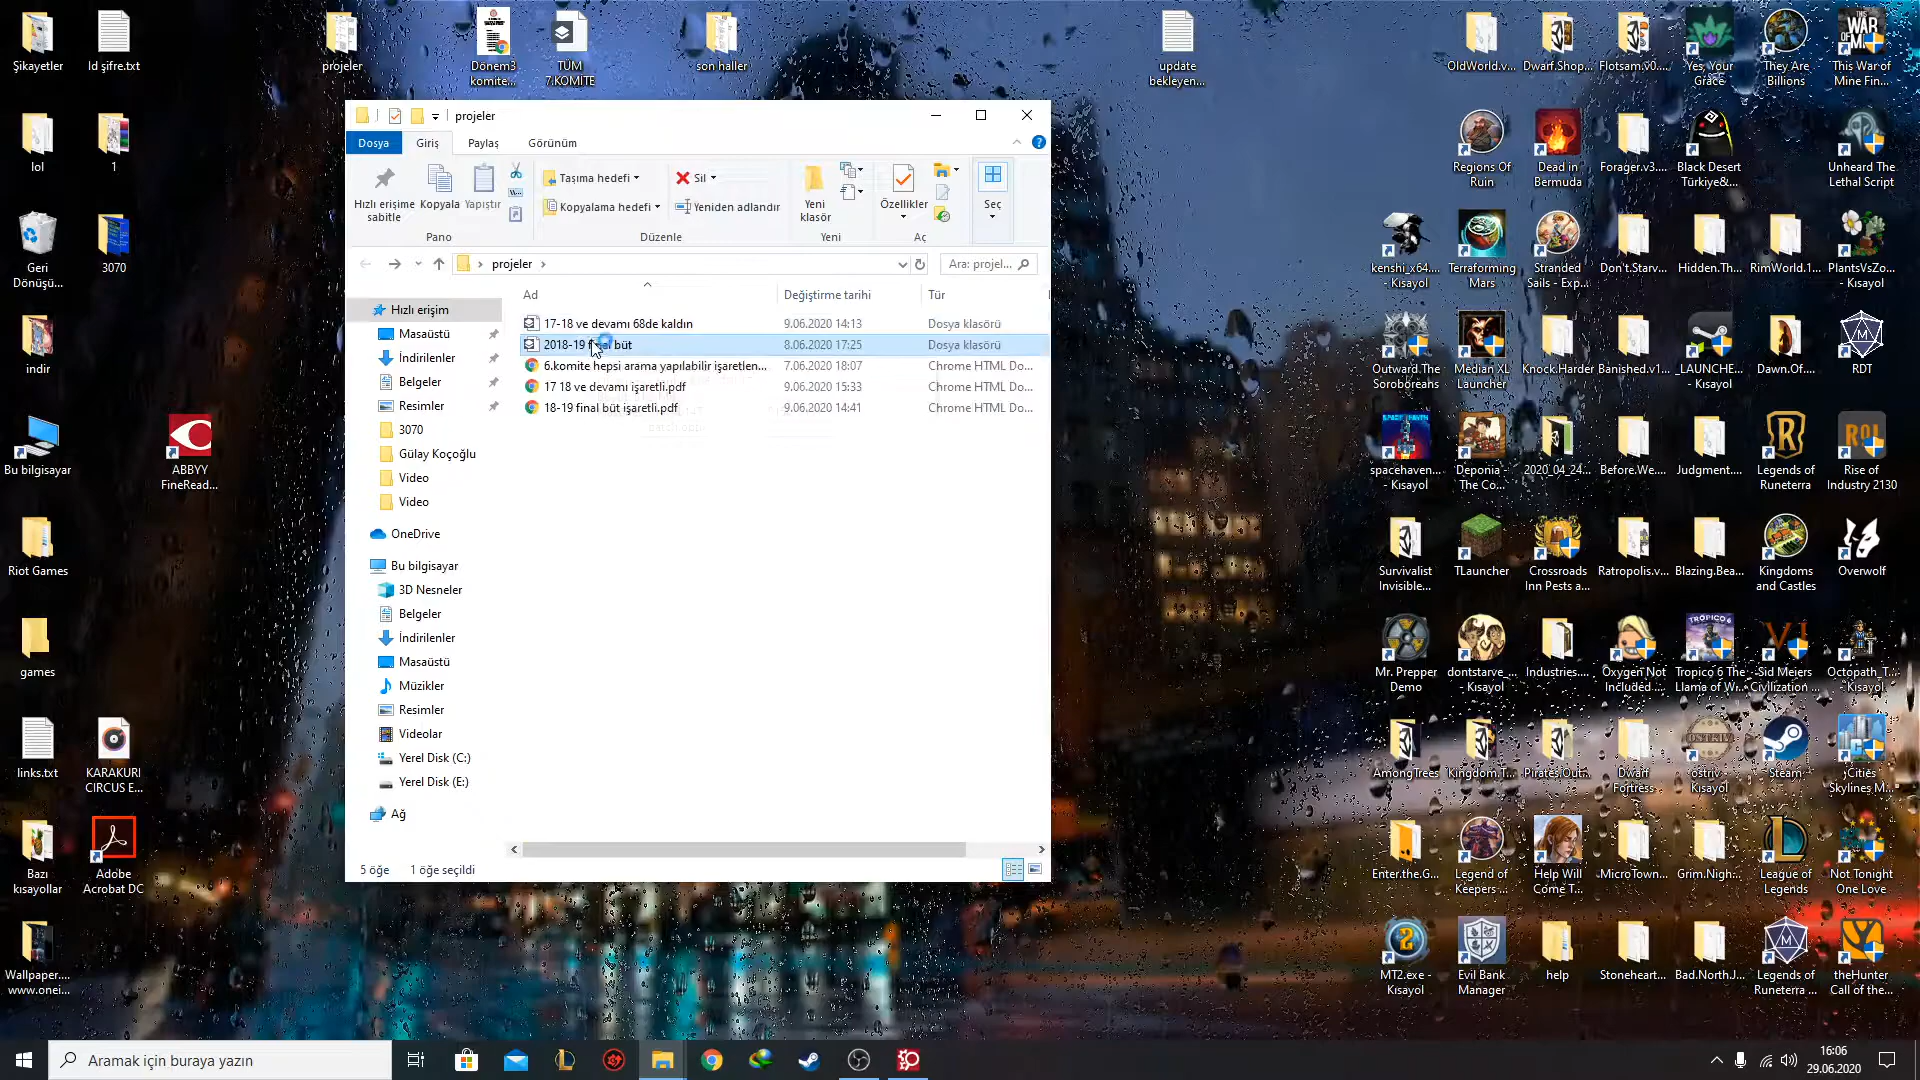 Şikayetler
ld şifre.txt
projeler
Dönem3
komite...
TÜM
7.KOMİTE
son haller
update
bekleyen...
OldWorld.v...
Dwarf.Shop...
Flotsam.v0....
Yes, Your
Grace
They Are
Billions
This War of
Mine Fin...
lol
1
Regions Of
Ruin
Dead in
Bermuda
Forager.v3....
Black Desert
Türkiye&...
Unheard The
Lethal Script
Geri
Dönüşü...
3070
kenshi_x64....
- Kısayol
Terraforming
Mars
Stranded
Sails - Exp...
Don't.Starv...
Hidden.Th...
RimWorld.1...
PlantsVsZo...
- Kısayol
indir
Outward.The
Soroboreans
Median XL
Launcher
Knock.Harder
Banished.v1...
_LAUNCHE...
- Kısayol
Dawn.Of....
RDT
Bu bilgisayar
ABBYY
FineRead...
spacehaven...
- Kısayol
Deponia -
The Co...
2020_04_24...
Before.We....
Judgment....
Legends of
Runeterra
Rise of
Industry 2130
Riot Games
Survivalist
Invisible...
TLauncher
Crossroads
Inn Pests a...
Ratropolis.v...
Blazing.Bea...
Kingdoms
and Castles
Overwolf
games
Mr. Prepper
Demo
dontstarve_...
- Kısayol
Industries....
Oxygen Not
Included ...
Tropico 6 The
Llama of W...
Sid Meiers
Civilization ...
Octopath_T...
- Kısayol
links.txt
KARAKURI
CIRCUS E...
AmongTrees
Kingdom.T...
Pirates.Out...
Dwarf
Fortress
ostriv -
Kısayol
Steam
Cities
Skylines M...
Bazı
kısayollar
Adobe
Acrobat DC
Enter.the.G...
Legend of
Keepers ...
Help Will
Come T...
MicroTown...
Grim.Nigh...
League of
Legends
Not Tonight
One Love
Wallpaper....
www.onei...
MT2.exe -
Kısayol
Evil Bank
Manager
help
Stoneheart...
Bad.North.J...
Legends of
Runeterra ...
theHunter
Call of the...
projeler
Dosya
Giriş
Paylaş
Görünüm
Hızlı erişime
sabitle
Kopyala
Yapıştır
Taşıma hedefi
Kopyalama hedefi
Sil
Yeniden adlandır
Yeni
klasör
Özellikler
Seç
Pano
Düzenle
Yeni
Aç
projeler
Ara: projel...
Ad
Değiştirme tarihi
Tür
17-18 ve devamı 68de kaldın
9.06.2020 14:13
Dosya klasörü
2018-19 final büt
8.06.2020 17:25
Dosya klasörü
6.komite hepsi arama yapılabilir işaretlen...
7.06.2020 18:07
Chrome HTML Do...
17 18 ve devamı işaretli.pdf
9.06.2020 15:33
Chrome HTML Do...
18-19 final büt işaretli.pdf
9.06.2020 14:41
Chrome HTML Do...
Hızlı erişim
Masaüstü
İndirilenler
Belgeler
Resimler
3070
Gülay Koçoğlu
Video
Video
OneDrive
Bu bilgisayar
3D Nesneler
Belgeler
İndirilenler
Masaüstü
Müzikler
Resimler
Videolar
Yerel Disk (C:)
Yerel Disk (E:)
Ağ
5 öğe
1 öğe seçildi
Aramak için buraya yazın
16:06
29.06.2020